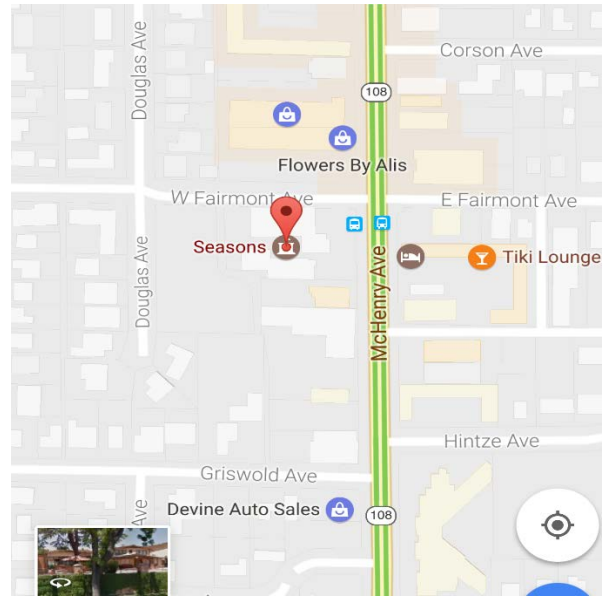 Corson Ave
Douglas Ave
108
Flowers By Alis
W Fairmont Ave
E Fairmont Ave
Seasons
Tiki Lounge
Douglas Ave
McHenry Ave
Hintze Ave
Griswold Ave
Devine Auto Sales
108
Ave